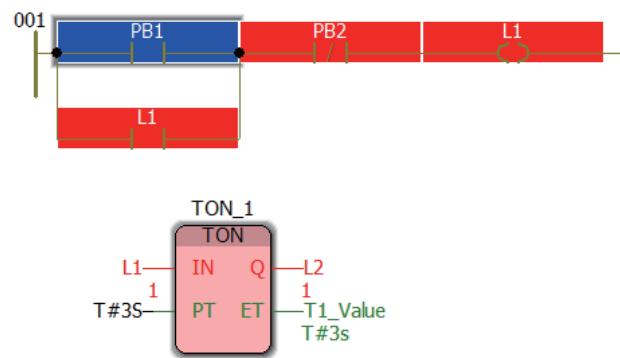 001
PB1 PB2 L1
L1
TON_1
TON
L1 IN Q L2
1 1
T#3S PT ET T1_Value
T#3s